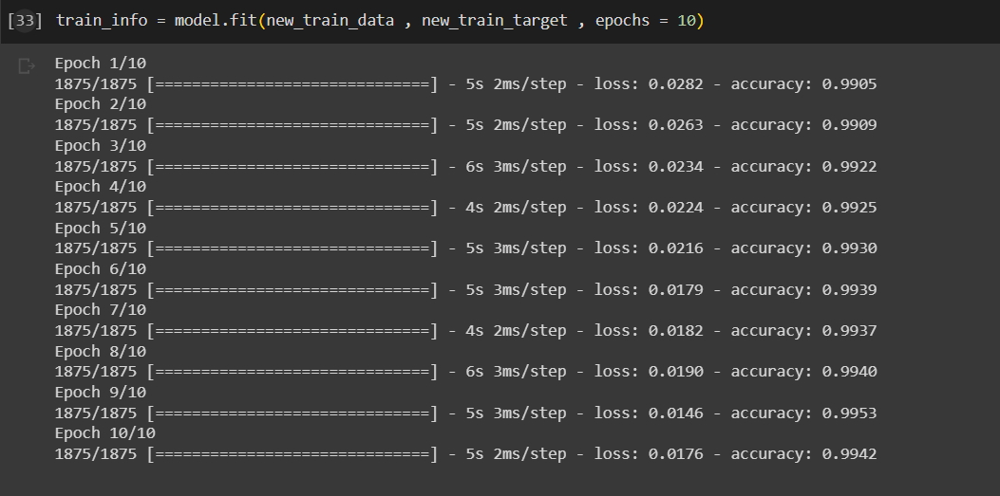 [33] train_info = model.fit(new_train_data , new_train_target , epochs = 10)
Epoch 1/10
1875/1875 [==============================] - 5s 2ms/step - loss: 0.0282 - accuracy: 0.9905
Epoch 2/10
1875/1875 [==============================] - 5s 2ms/step - loss: 0.0263 - accuracy: 0.9909
Epoch 3/10
1875/1875 [==============================] - 6s 3ms/step - loss: 0.0234 - accuracy: 0.9922
Epoch 4/10
1875/1875 [==============================] - 4s 2ms/step - loss: 0.0224 - accuracy: 0.9925
Epoch 5/10
1875/1875 [==============================] - 5s 3ms/step - loss: 0.0216 - accuracy: 0.9930
Epoch 6/10
1875/1875 [==============================] - 5s 3ms/step - loss: 0.0179 - accuracy: 0.9939
Epoch 7/10
1875/1875 [==============================] - 4s 2ms/step - loss: 0.0182 - accuracy: 0.9937
Epoch 8/10
1875/1875 [==============================] - 6s 3ms/step - loss: 0.0190 - accuracy: 0.9940
Epoch 9/10
1875/1875 [==============================] - 5s 3ms/step - loss: 0.0146 - accuracy: 0.9953
Epoch 10/10
1875/1875 [==============================] - 5s 2ms/step - loss: 0.0176 - accuracy: 0.9942